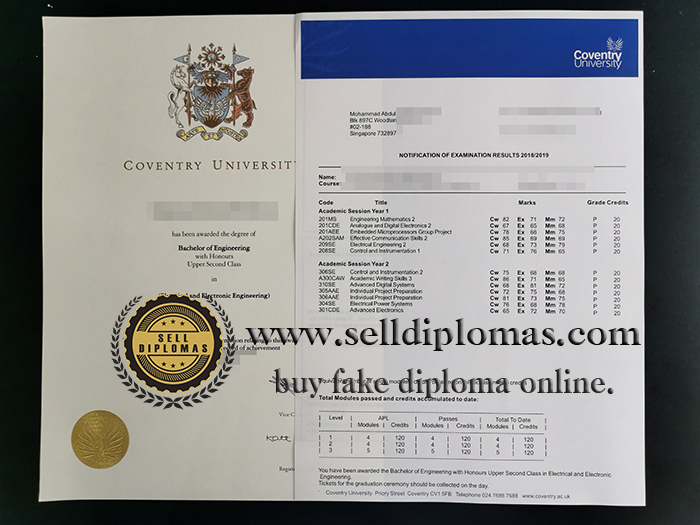 COVENTRY UNIVERSIT
has been awarded the degree of
Bachelor of Engineering
with Honours
Upper Second Class
in
and Electronic Engineering)
SELL
DIPLOMAS
of achievement
Vice C
Regist
Coventry
University
Mohammad Abdul
Blk 897C Woodlan
#02-188
Singapore 732897
NOTIFICATION OF EXAMINATION RESULTS 2018/2019
Name:
Course:
Code Title Marks Grade Credits
Academic Session Year 1
201MS Engineering Mathematics 2 Cw 82 Ex 71 Mm 72 P 20
201CDE Analogue and Digital Electronics 2 Cw 67 Ex 65 Mm 68 P 20
201AEE Embedded Microprocessors Group Project Cw 78 Ex 68 Mm 75 P 20
A202SAM Effective Communication Skills 2 Cw 85 Ex 69 Mm 69 P 20
209SE Electrical Engineering 2 Cw 68 Ex 73 Mm 79 P 20
208SE Control and Instrumentation 1 Cw 71 Ex 76 Mm 65 P 20
Academic Session Year 2
306SE Control and Instrumentation 2 Cw 75 Ex 68 Mm 68 P 20
A300CAW Academic Writing Skills 3 Cw 86 Ex 71 Mm 65 P 20
310SE Advanced Digital Systems Cw 68 Ex 81 Mm 72 P 20
305AAE Individual Project Preparation Cw 72 Ex 75 Mm 68 P 20
306AAE Individual Project Preparation Cw 81 Ex 73 Mm 75 P 20
304SE Electrical Power Systems Cw 76 Ex 68 Mm 78 P 20
301CDE Advanced Electronics Cw 65 Ex 72 Mm 70 P 20
www.selldiplomas.com
buy fake diploma online.
Total Modules passed and credits accumulated to date:
Level APL Passes Total To Date
Modules Credits Modules Credits Modules Credits
1 4 120 4 120 4 120
2 4 120 4 120 4 120
3 5 120 5 120 5 120
You have been awarded the Bachelor of Engineering with Honours Upper Second Class in Electrical and Electronic
Engineering.
Tickets for the graduation ceremony should be collected on the day.
Coventry University Priory Street Coventry CV1 5FB Telephone 024 7688 7688 www.coventry.ac.uk